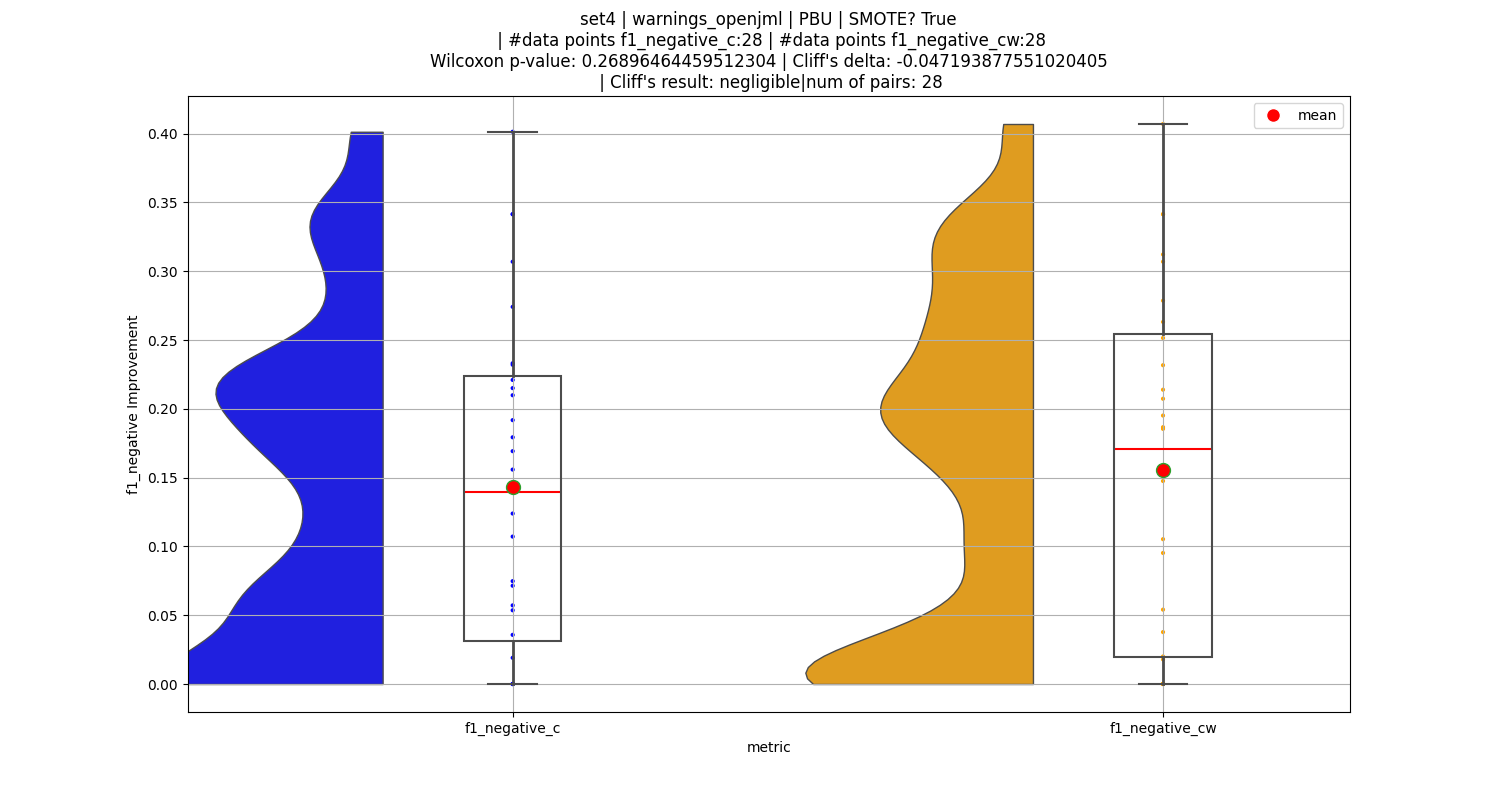 set4 | warnings_openjml | PBU | SMOTE? True
| #data points f1_negative_c:28 | #data points f1_negative_cw:28
Wilcoxon p-value: 0.26896464459512304 | Cliff's delta: -0.047193877551020405
| Cliff's result: negligible|num of pairs: 28
mean
0.40
0.35
0.30
0.25
0.20
0.15
0.10
0.05
0.00
f1_negative Improvement
f1_negative_c
f1_negative_cw
metric